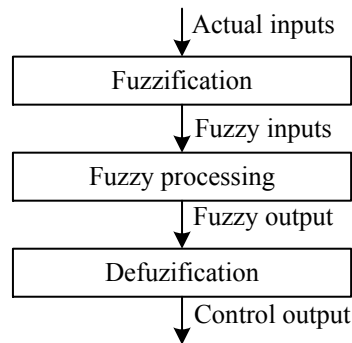 Actual inputs
Fuzzification
Fuzzy inputs
Fuzzy processing
Fuzzy output
Defuzification
Control output